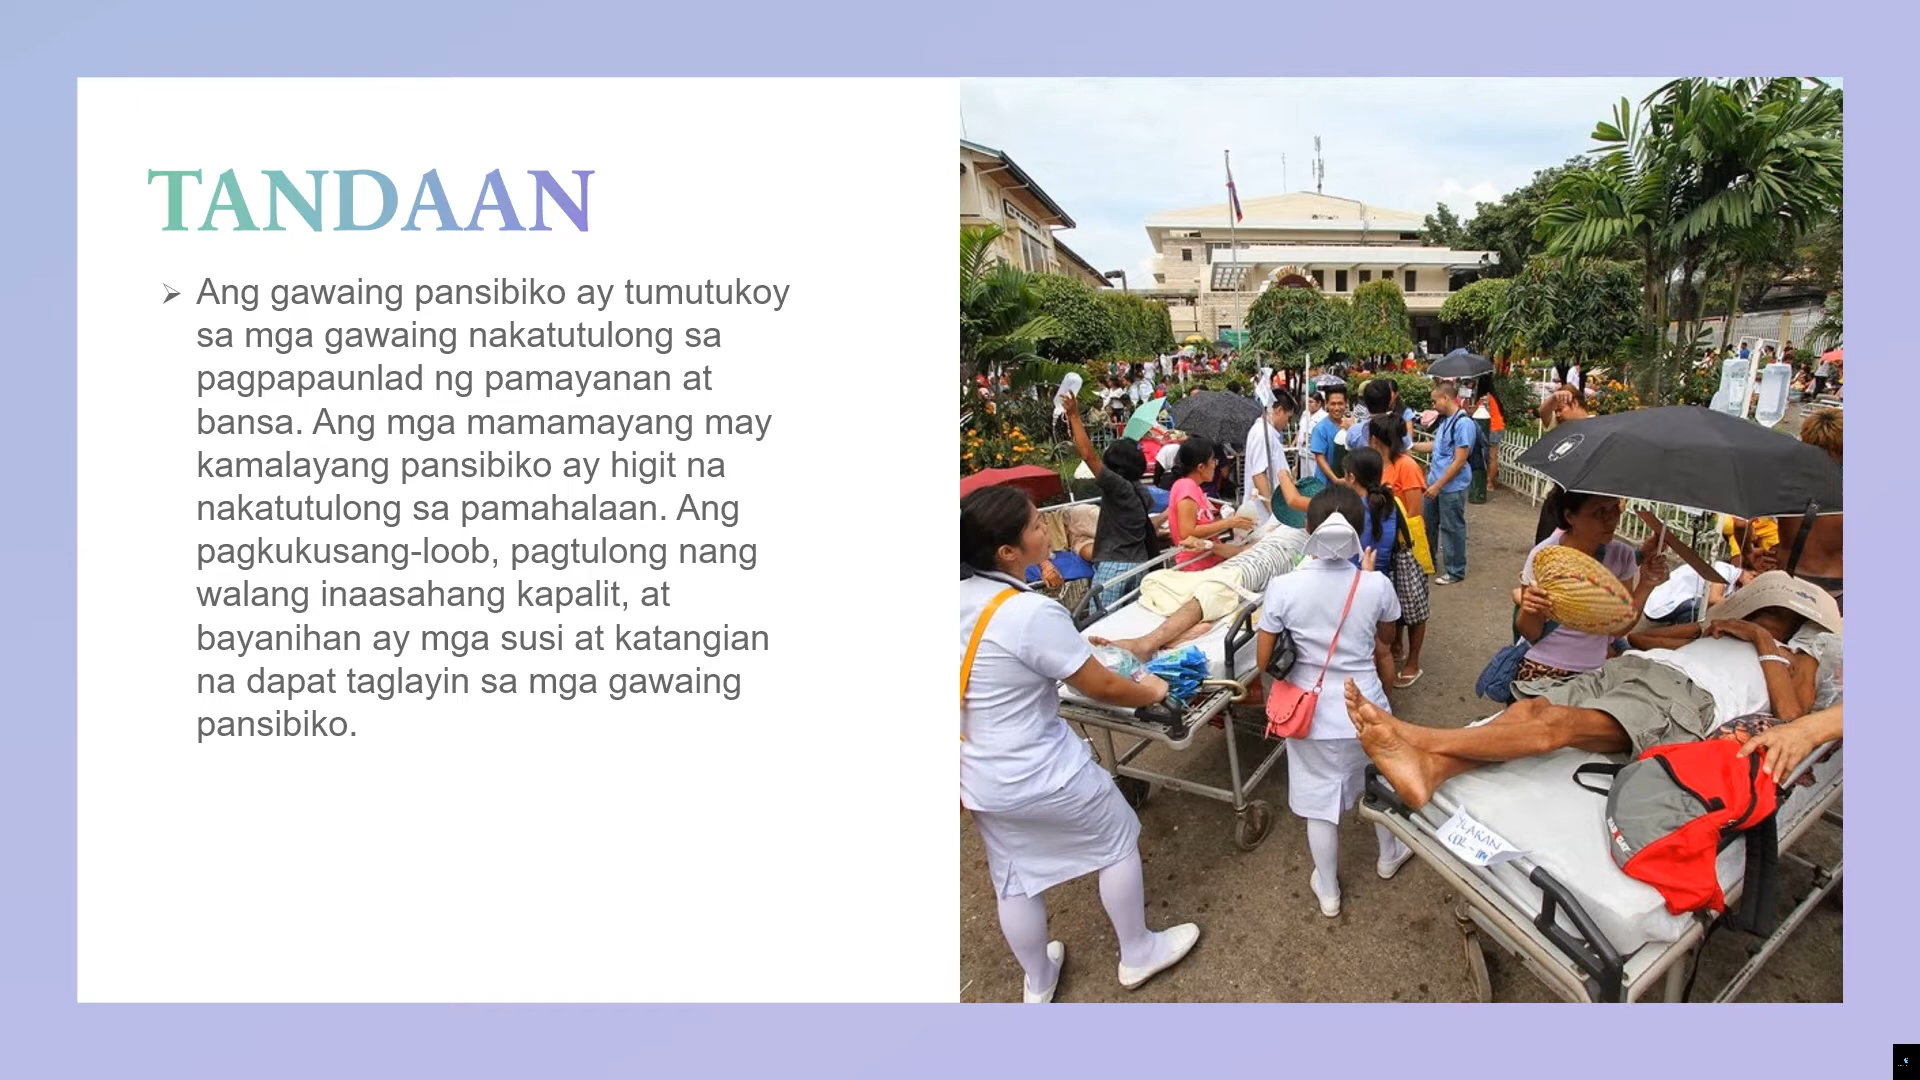 TANDAAN
➢ Ang gawaing pansibiko ay tumutukoy
sa mga gawaing nakatutulong sa
pagpapaunlad ng pamayanan at
bansa. Ang mga mamamayang may
kamalayang pansibiko ay higit na
nakatutulong sa pamahalaan. Ang
pagkukusang-loob, pagtulong nang
walang inaasahang kapalit, at
bayanihan ay mga susi at katangian
na dapat taglayin sa mga gawaing
pansibiko.